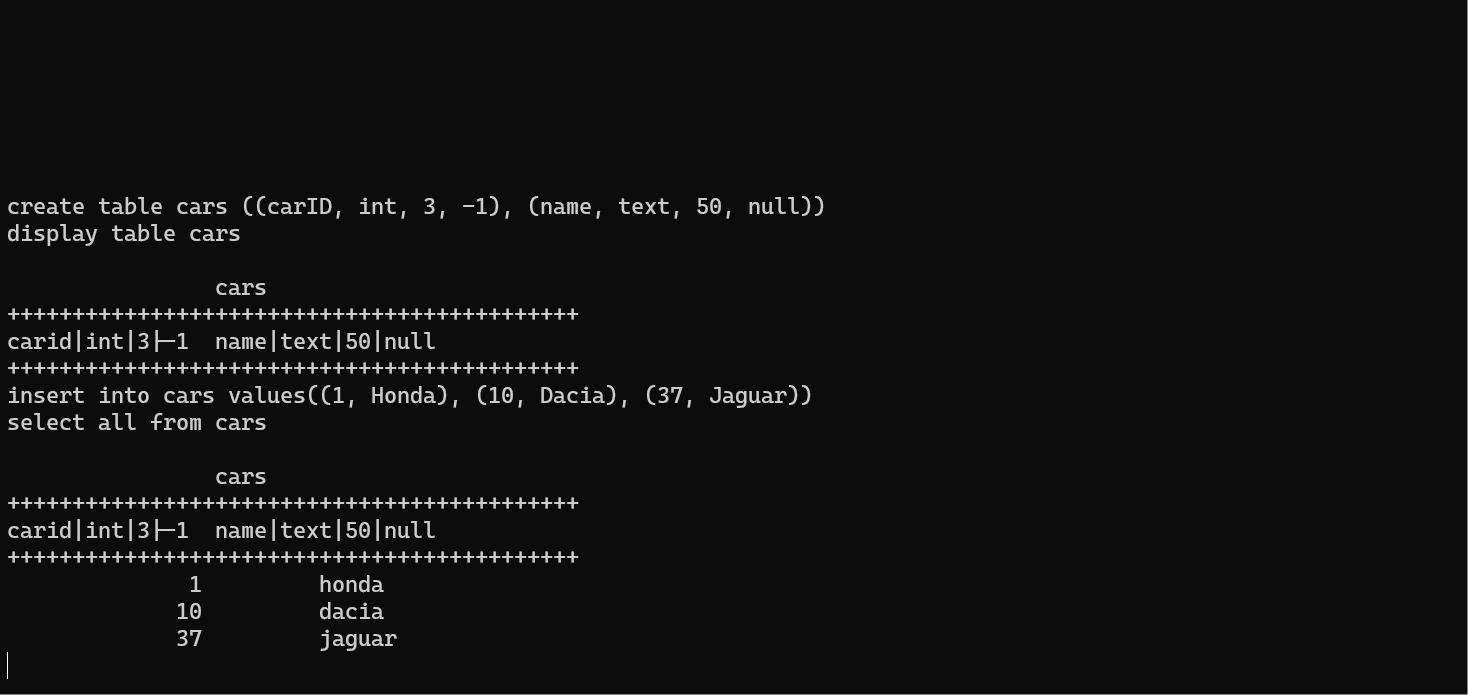 create table cars ((carID, int, 3, -1), (name, text, 50, null))
display table cars
cars
++++++++++++++++++++++++++++++++++++++++++++
carid|int|3|-1  name|text|50|null
++++++++++++++++++++++++++++++++++++++++++++
insert into cars values((1, Honda), (10, Dacia), (37, Jaguar))
select all from cars
cars
++++++++++++++++++++++++++++++++++++++++++++
carid|int|3|-1  name|text|50|null
++++++++++++++++++++++++++++++++++++++++++++
1 honda
10 dacia
37 jaguar